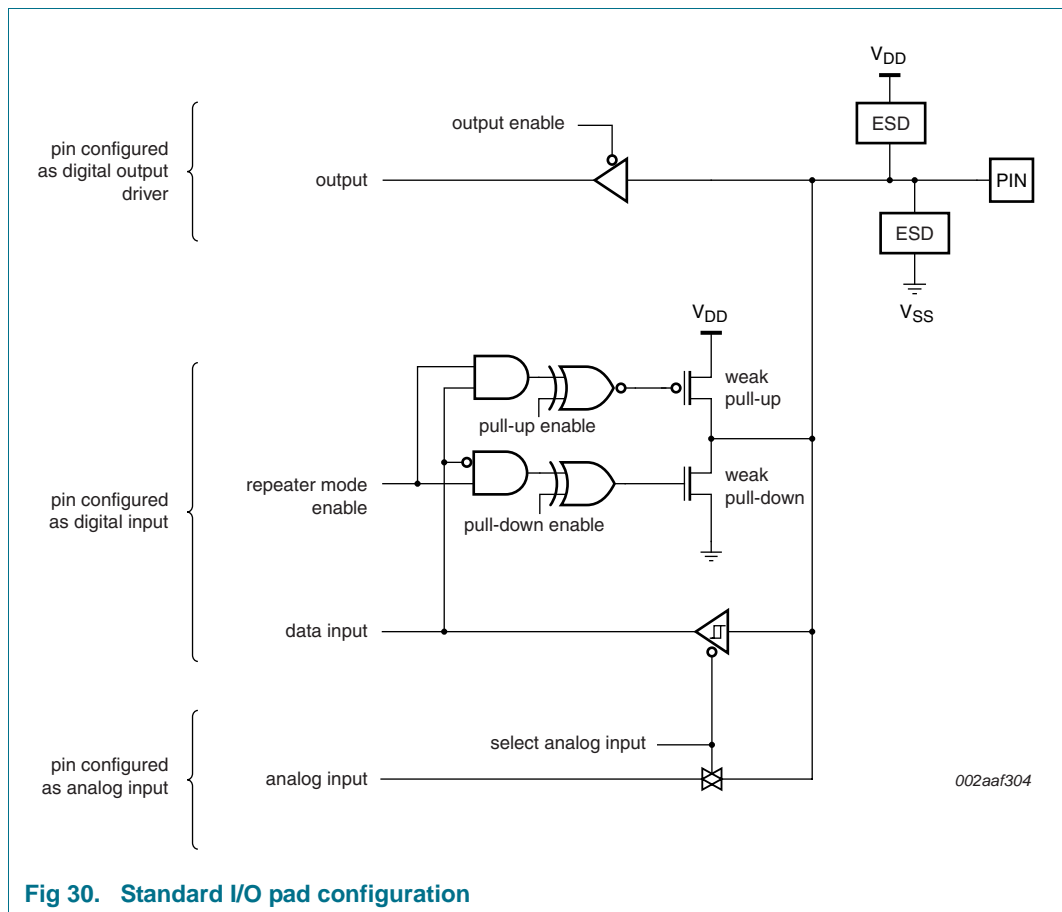 VDD
ESD
output enable
pin configured
as digital output
driver
output
PIN
ESD
VSS
VDD
weak
pull-up
pull-up enable
pin configured
as digital input
repeater mode
enable
weak
pull-down
pull-down enable
data input
select analog input
pin configured
as analog input
analog input
002aaf304
Fig 30. Standard I/O pad configuration